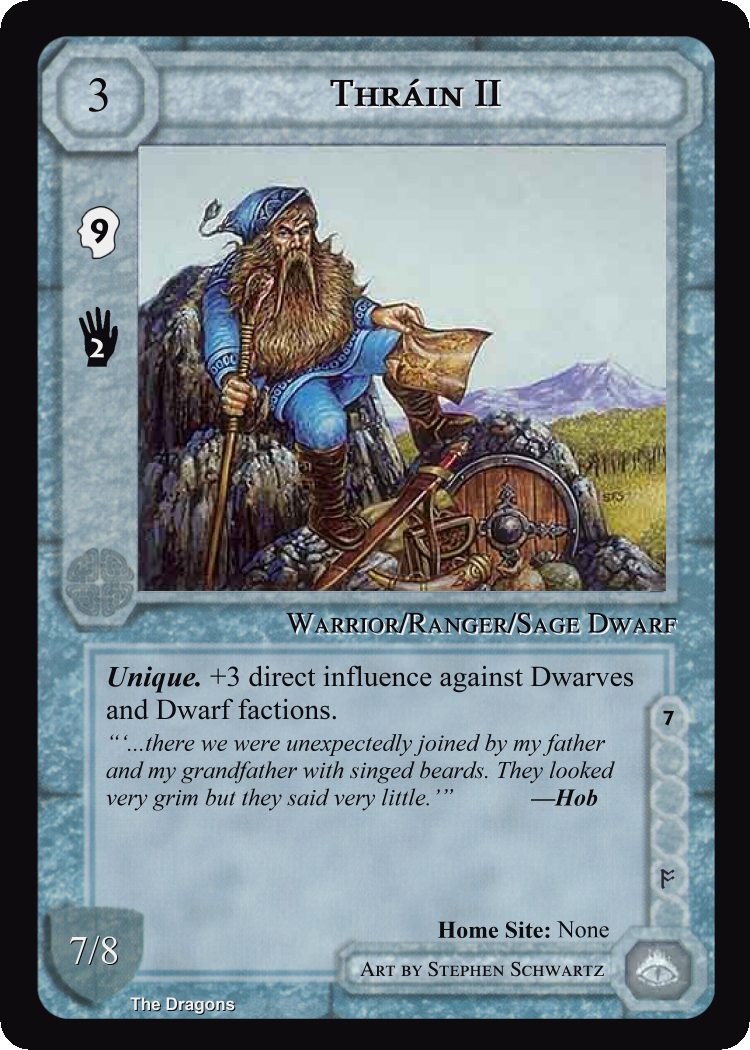 3
THRÁIN II
9
2
STS
WARRIOR/RANGER/SAGE DWARF
Unique. +3 direct influence against Dwarves
and Dwarf factions.
“‘...there we were unexpectedly joined by my father
and my grandfather with singed beards. They looked
very grim but they said very little.’” —Hob
7
ᚩ
Home Site: None
7/8
ART BY STEPHEN SCHWARTZ
The Dragons